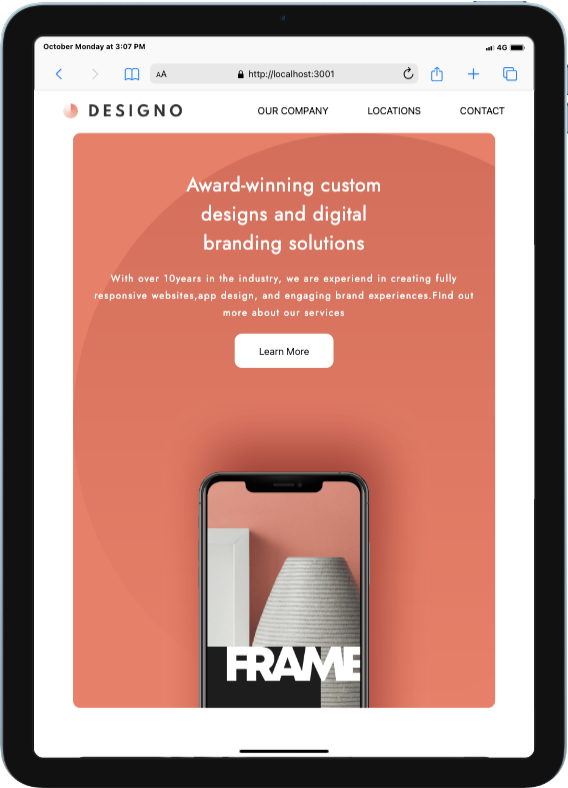 October Monday at 3:07 PM
4G
AA
http://localhost:3001
DESIGNO
OUR COMPANY
LOCATIONS
CONTACT
Award-winning custom
designs and digital
branding solutions
With over 10years in the industry, we are experiend in creating fully
responsive websites,app design, and engaging brand experiences.FInd out
more about our services
Learn More
FRAME